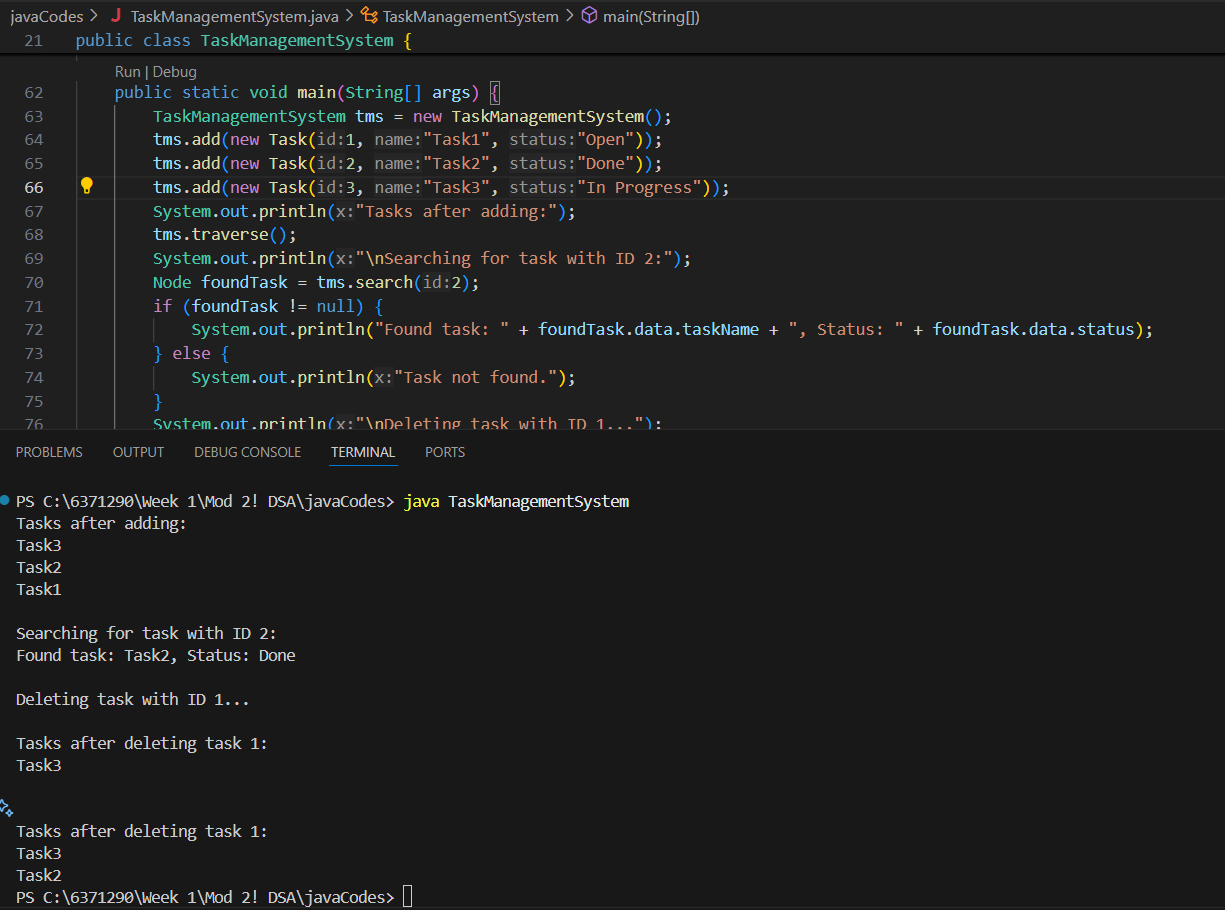 javaCodes > J TaskManagementSystem.java > TaskManagementSystem > main(String[])
21 public class TaskManagementSystem {
Run | Debug
62 public static void main(String[] args) {
63 TaskManagementSystem tms = new TaskManagementSystem();
64 tms.add(new Task(id:1, name:"Task1", status:"Open"));
65 tms.add(new Task(id:2, name:"Task2", status:"Done"));
66 tms.add(new Task(id:3, name:"Task3", status:"In Progress"));
67 System.out.println(x:"Tasks after adding:");
68 tms.traverse();
69 System.out.println(x:"\nSearching for task with ID 2:");
70 Node foundTask = tms.search(id:2);
71 if (foundTask != null) {
72 System.out.println("Found task: " + foundTask.data.taskName + ", Status: " + foundTask.data.status);
73 } else {
74 System.out.println(x:"Task not found.");
75 }
76 System.out.println(x:"\nDeleting task with ID 1...");
PROBLEMS OUTPUT DEBUG CONSOLE TERMINAL PORTS
PS C:\6371290\Week 1\Mod 2! DSA\javaCodes> java TaskManagementSystem
Tasks after adding:
Task3
Task2
Task1
Searching for task with ID 2:
Found task: Task2, Status: Done
Deleting task with ID 1...
Tasks after deleting task 1:
Task3
Tasks after deleting task 1:
Task3
Task2
PS C:\6371290\Week 1\Mod 2! DSA\javaCodes>